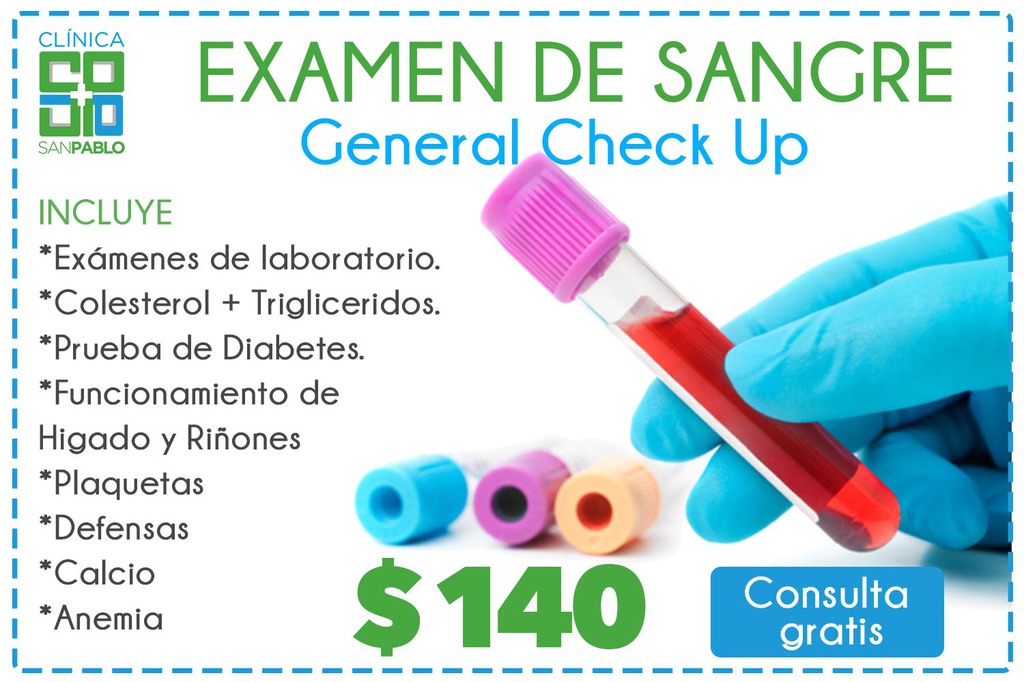 CLÍNICA
SANPABLO
EXAMEN DE SANGRE
General Check Up
INCLUYE
*Exámenes de laboratorio.
*Colesterol + Trigliceridos.
*Prueba de Diabetes.
*Funcionamiento de
Higado y Riñones
*Plaquetas
*Defensas
*Calcio
*Anemia
$140
Consulta
gratis